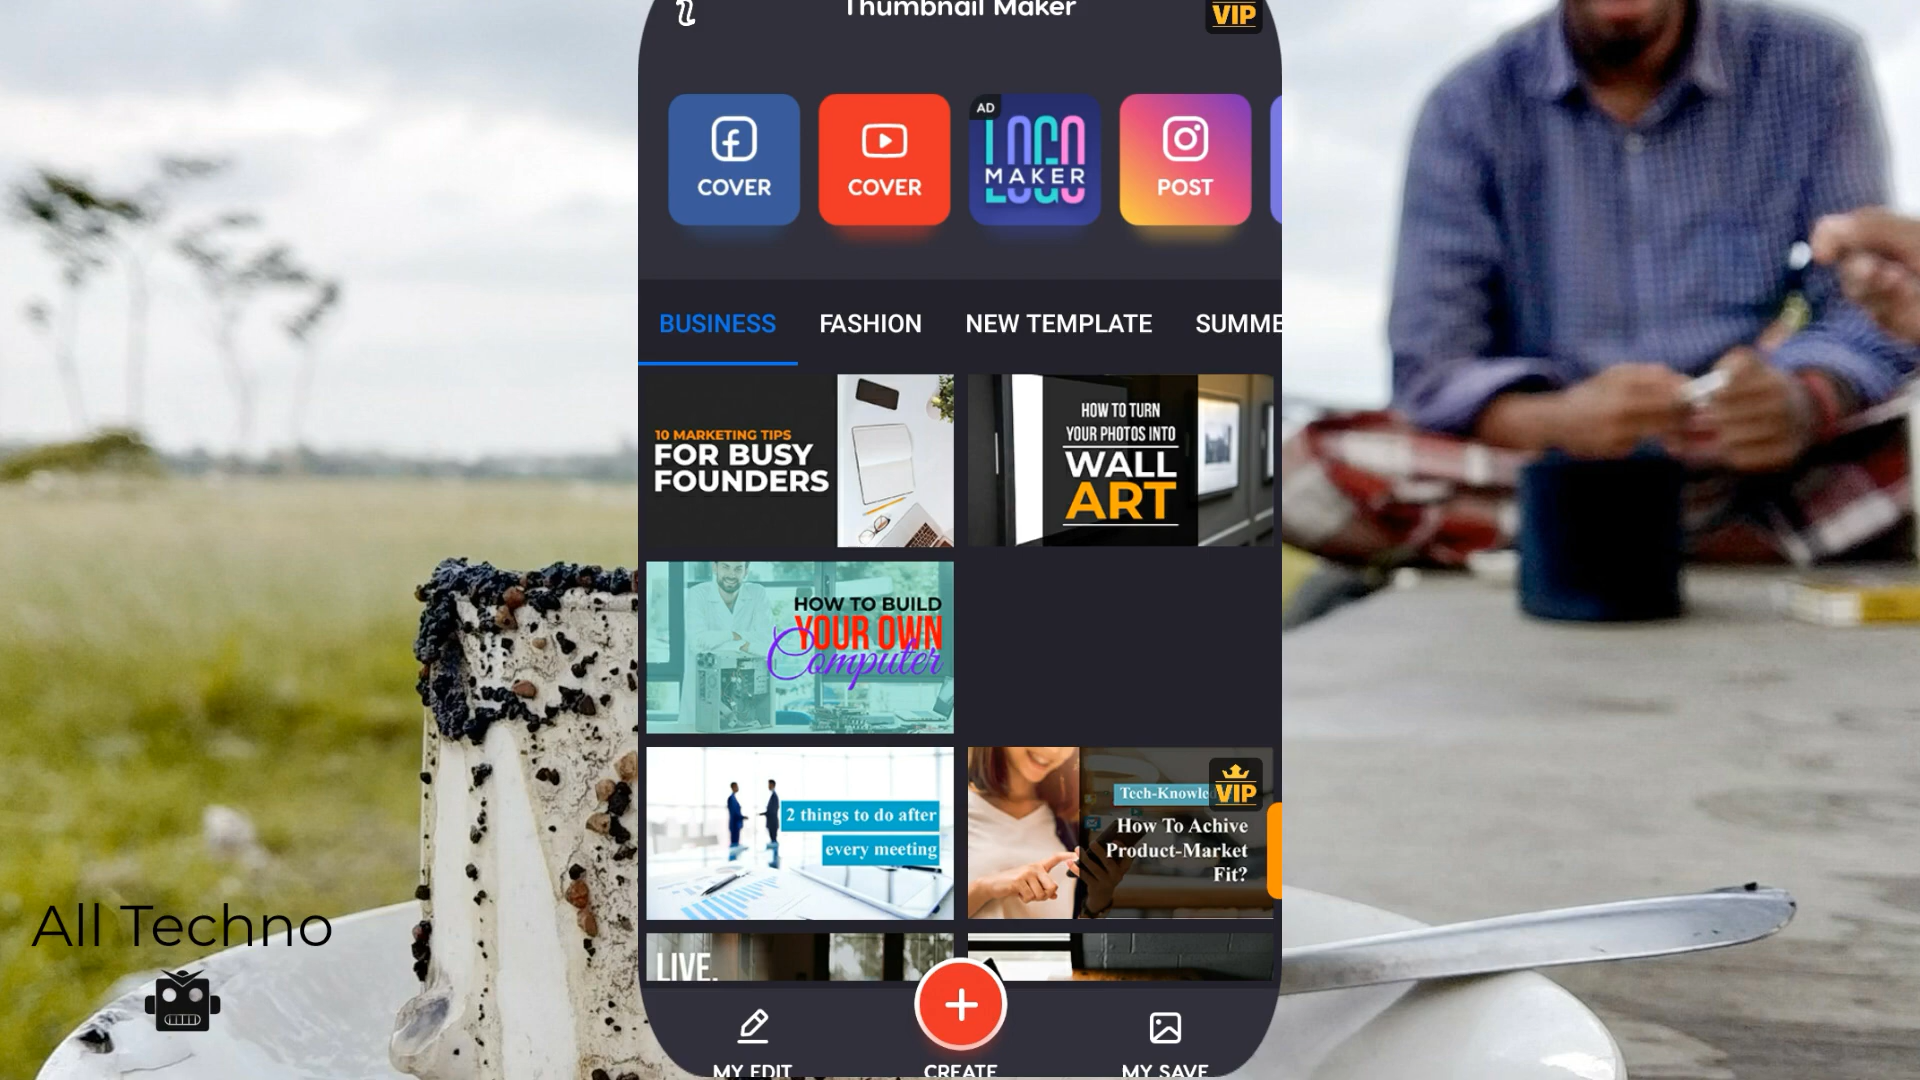 Thumbnail Maker
VIP
COVER
COVER
AD
LOGO
MAKER
POST
BUSINESS
FASHION
NEW TEMPLATE
SUMME
10 MARKETING TIPS
FOR BUSY
FOUNDERS
HOW TO TURN
YOUR PHOTOS INTO
WALL
ART
HOW TO BUILD
YOUR OWN
Computer
2 things to do after
every meeting
VIP
Tech-Knowle
How To Achive
Product-Market
Fit?
LIVE.
MY EDIT
CREATE
MY SAVE
All Techno